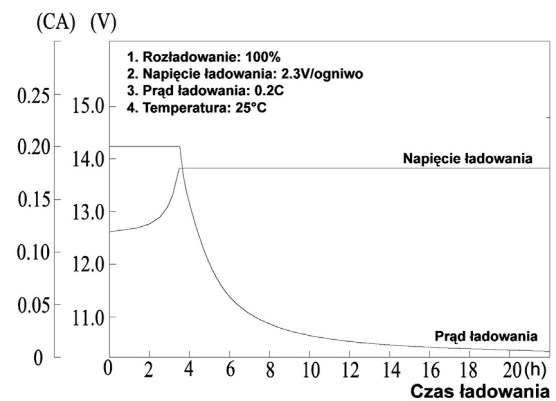 (CA) (V)
1. Rozładowanie: 100%
2. Napięcie ładowania: 2.3V/ogniwo
3. Prąd ładowania: 0.2C
4. Temperatura: 25°C
0.25
15.0
0.20
14.0
Napięcie ładowania
0.15
13.0
0.10
12.0
0.05
11.0
Prąd ładowania
0
0 2 4 6 8 10 12 14 16 18 20 (h)
Czas ładowania